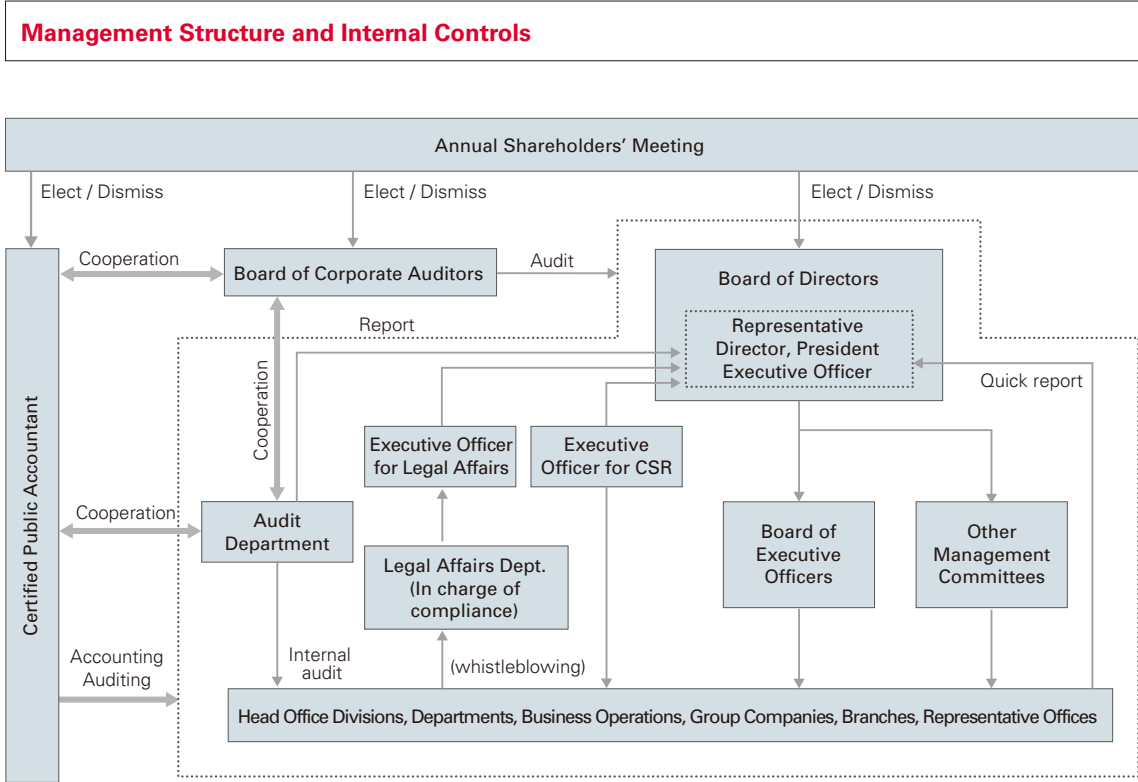 Management Structure and Internal Controls
Annual Shareholders' Meeting
Elect / Dismiss
Elect / Dismiss
Elect / Dismiss
Certified Public Accountant
Cooperation
Board of Corporate Auditors
Audit
Board of Directors
Representative
Director, President
Executive Officer
Report
Quick report
Cooperation
Executive Officer
for Legal Affairs
Executive
Officer for CSR
Cooperation
Audit
Department
Legal Affairs Dept.
(In charge of
compliance)
Board of
Executive
Officers
Other
Management
Committees
Accounting
Auditing
Internal
audit
(whistleblowing)
Head Office Divisions, Departments, Business Operations, Group Companies, Branches, Representative Offices